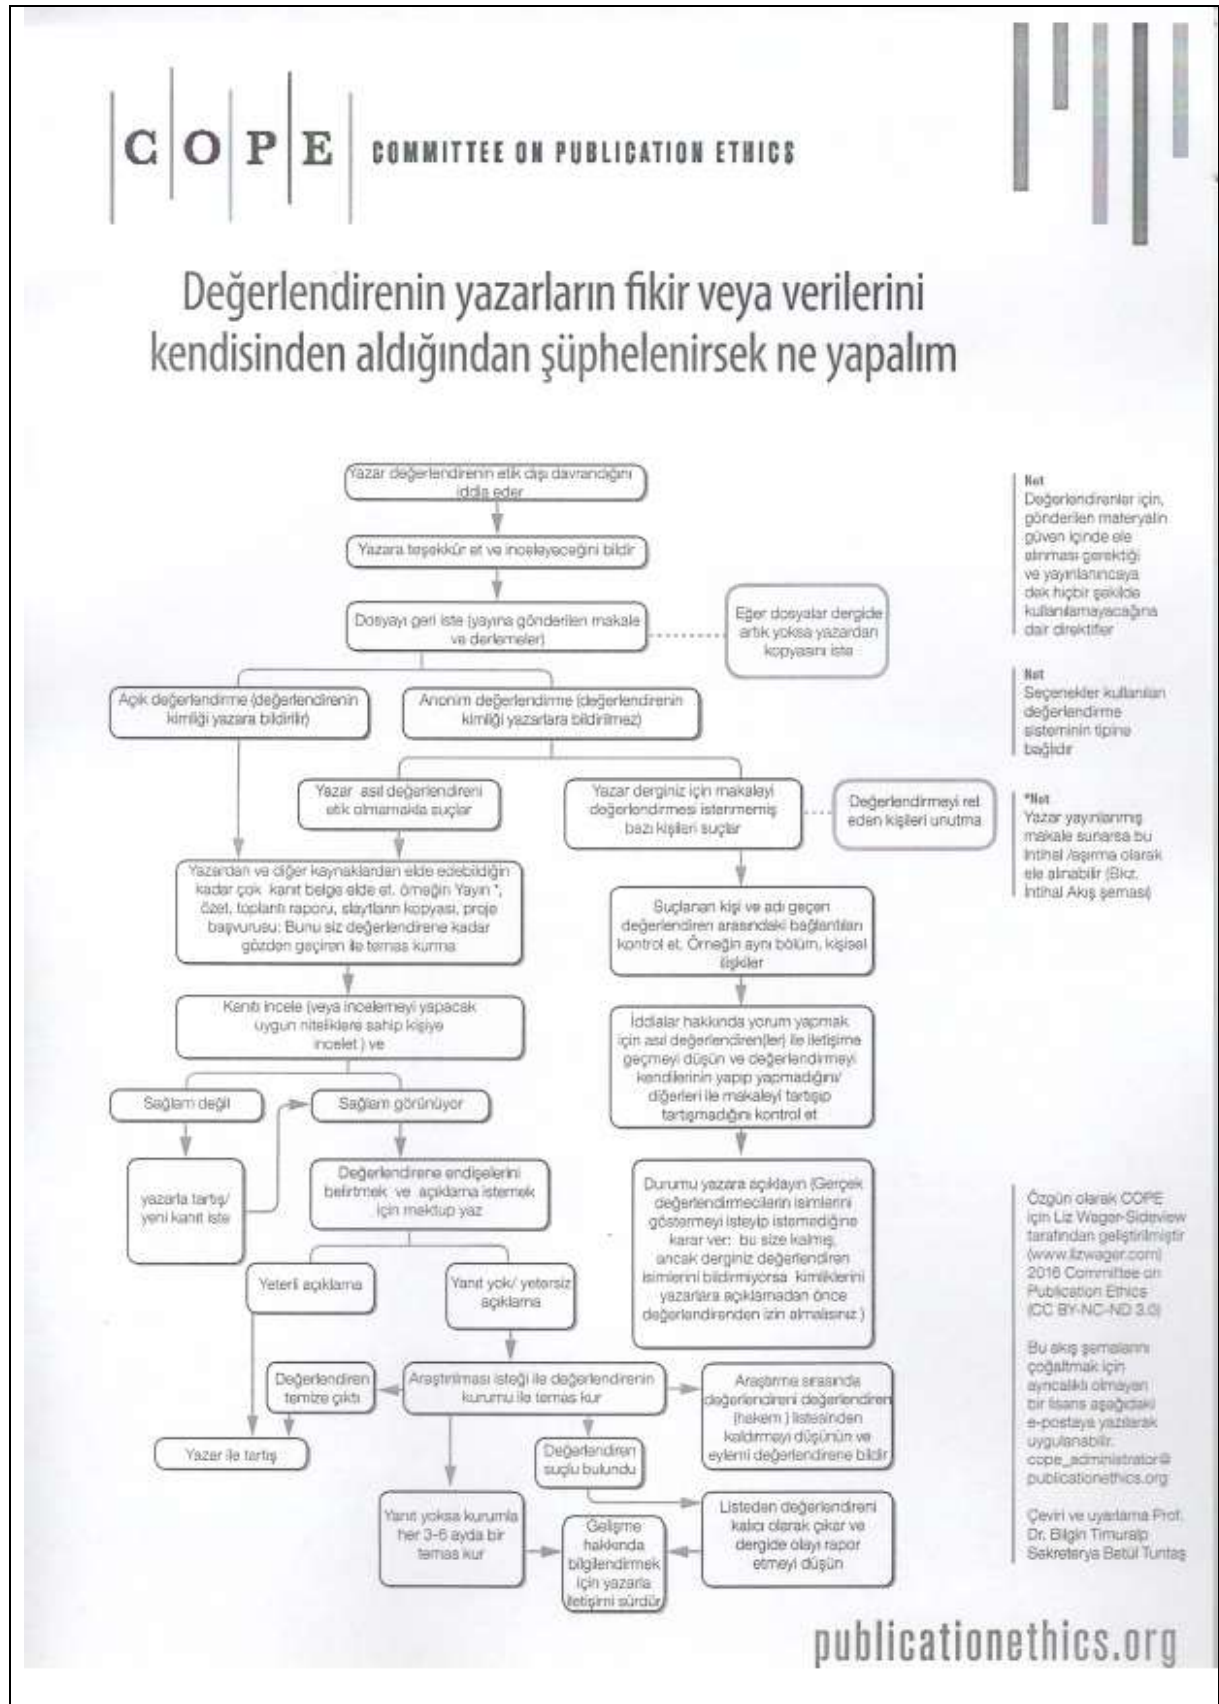 COPE
COMMITTEE ON PUBLICATION ETHICS
Değerlendirenin yazarların fikir veya verilerini
kendisinden aldığından şüphelenirsek ne yapalım
Yazar değerlendirenin etik dışı davrandığını
iddia eder
Yazara teşekkür et ve inceleyeceğini bildir
Dosyayı geri iste (yayına gönderilen makale
ve derlemeler)
Eğer dosyalar dergide
artık yoksa yazardan
kopyasını iste
Açık değerlendirme (değerlendirenin
kimliği yazara bildirilir)
Anonim değerlendirme (değerlendirenin
kimliği yazarlara bildirilmez)
Yazar asıl değerlendireni
etik olmamakla suçlar
Yazar derginiz için makaleyi
değerlendirmesi istenmemiş
bazı kişileri suçlar
Değerlendirmeyi ret
eden kişileri unutma
Yazardan ve diğer kaynaklardan elde edebildiğin
kadar çok kanıt belge elde et. örneğin Yayın *,
özet, toplantı raporu, slaytların kopyası, proje
başvurusu: Bunu siz değerlendirene kadar
gözden geçiren ile temas kurma
Suçlanan kişi ve adı geçen
değerlendiren arasındaki bağlantıları
kontrol et. Örneğin aynı bölüm, kişisel
ilişkiler
Kanıtı incele (veya incelemeyi yapacak
uygun niteliklere sahip kişiye
incelet ) ve
İddialar hakkında yorum yapmak
için asıl değerlendiren(ler) ile iletişime
geçmeyi düşün ve değerlendirmeyi
kendilerinin yapıp yapmadığını/
diğerleri ile makaleyi tartışıp
tartışmadığını kontrol et
Sağlam değil
Sağlam görünüyor
yazarla tartış/
yeni kanıt iste
Değerlendirene endişelerini
belirtmek ve açıklama istemek
için mektup yaz
Durumu yazara açıklayın (Gerçek
değerlendirmecilerin isimlerini
göstermeyi isteyip istemediğine
karar ver: bu size kalmış,
ancak derginiz değerlendiren
isimlerini bildirmiyorsa kimliklerini
yazarlara açıklamadan önce
değerlendirenden izin almalısınız )
Yeterli açıklama
Yanıt yok/ yetersiz
açıklama
Değerlendiren
temize çıktı
Araştırılması isteği ile değerlendirenin
kurumu ile temas kur
Araştırma sırasında
değerlendireni değerlendiren
(hakem ) listesinden
kaldırmayı düşünün ve
eylemi değerlendirene bildir
Yazar ile tartış
Değerlendiren
suçlu bulundu
Yanıt yoksa kurumla
her 3-6 ayda bir
temas kur
Gelişme
hakkında
bilgilendirmek
için yazarla
iletişimi sürdür
Listeden değerlendireni
kalıcı olarak çıkar ve
dergide olayı rapor
etmeyi düşün
Not
Değerlendirenler için,
gönderilen materyalin
güven içinde ele
alınması gerektiği
ve yayınlanıncaya
dek hiçbir şekilde
kullanılamayacağına
dair direktifler
Not
Seçenekler kullanılan
değerlendirme
sisteminin tipine
bağlıdır
*Not
Yazar yayınlanmış
makale sunarsa bu
İntihal /aşırma olarak
ele alınabilir (Bkz.
İntihal Akış şeması)
Özgün olarak COPE
için Liz Wager-Sideview
tarafından geliştirilmiştir
(www.lizwager.com)
2016 Committee on
Publication Ethics
(CC BY-NC-ND 3.0)
Bu akış şemalarını
çoğaltmak için
ayrıcalıklı olmayan
bir lisans aşağıdaki
e-postaya yazılarak
uygulanabilir.
cope_administrator@
publicationethics.org
Çeviri ve uyarlama Prof.
Dr. Bilgin Timuralp
Sekreterya Betül Tuntaş
publicationethics.org